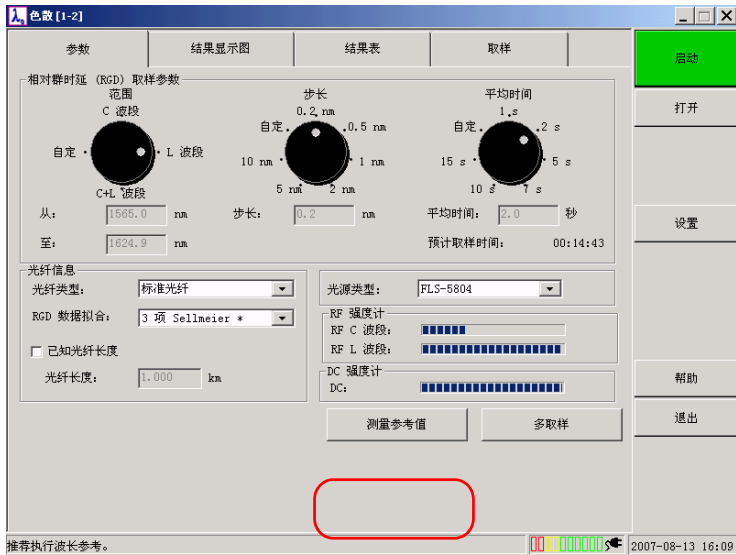 色散 [1-2]
参数 结果显示图 结果表 取样
启动
打开
设置
帮助
退出
相对群时延 (RGD) 取样参数
范围
C 波段
自定 L 波段
C+L 波段
从: 1565.0 nm
至: 1624.9 nm
步长
0.2 nm
自定 0.5 nm
10 nm 1 nm
5 nm 2 nm
步长: 0.2 nm
平均时间
1 s
自定 2 s
15 s 5 s
10 s 7 s
平均时间: 2.0 秒
预计取样时间: 00:14:43
光纤信息
光纤类型: 标准光纤
RGD 数据拟合: 3 项 Sellmeier *
已知光纤长度
光纤长度: 1.000 km
光源类型: FLS-5804
RF 强度计
RF C 波段:
RF L 波段:
DC 强度计
DC:
测量参考值 多取样
推荐执行波长参考。 2007-08-13 16:09